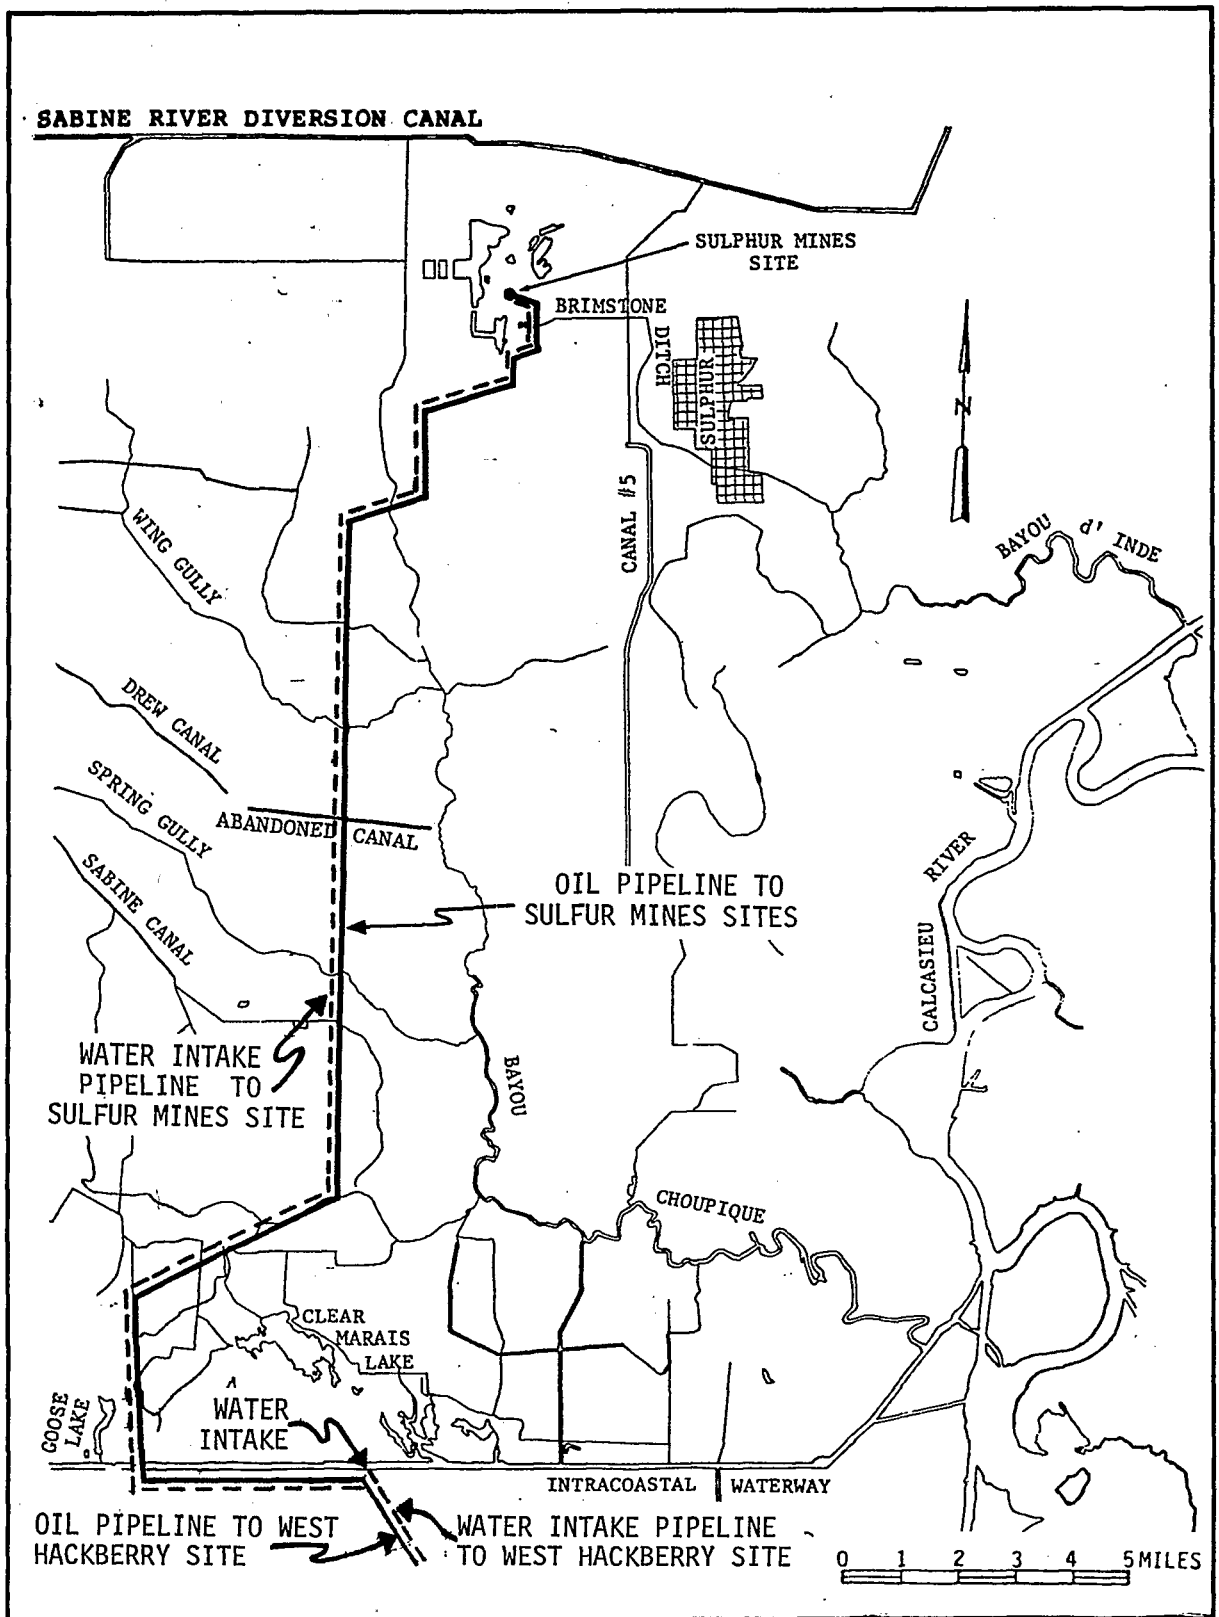 SABINE RIVER DIVERSION CANAL
SULPHUR MINES
SITE
BRIMSTONE
DITCH
SULPHUR
N
CANAL #5
WING GULLY
BAYOU d' INDE
DREW CANAL
SPRING GULLY
ABANDONED CANAL
SABINE CANAL
RIVER
CALCASIEU
OIL PIPELINE TO
SULFUR MINES SITES
WATER INTAKE
PIPELINE TO
SULFUR MINES SITE
BAYOU
CHOUPIQUE
CLEAR
MARAIS
LAKE
GOOSE
LAKE
WATER
INTAKE
INTRACOASTAL WATERWAY
OIL PIPELINE TO WEST
HACKBERRY SITE
WATER INTAKE PIPELINE
TO WEST HACKBERRY SITE
0 1 2 3 4 5 MILES